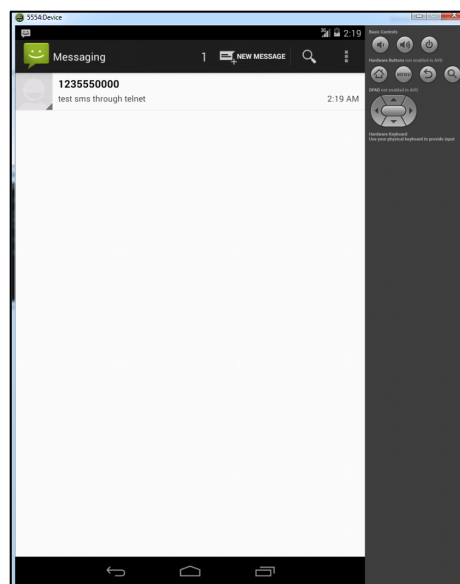 5554:Device
3G 2:19
Messaging 1 NEW MESSAGE
1235550000
test sms through telnet 2:19 AM
Basic Controls
Hardware Buttons not enabled in AVD
MENU
DPAD not enabled in AVD
Hardware Keyboard
Use your physical keyboard to provide input